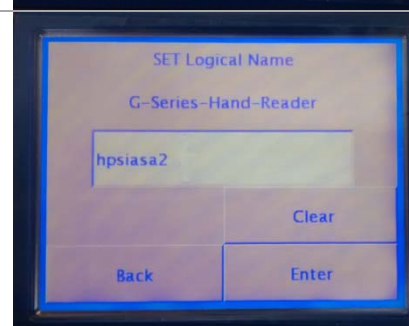 SET Logical Name
G-Series-Hand-Reader
hpsiasa2
Clear
Back
Enter